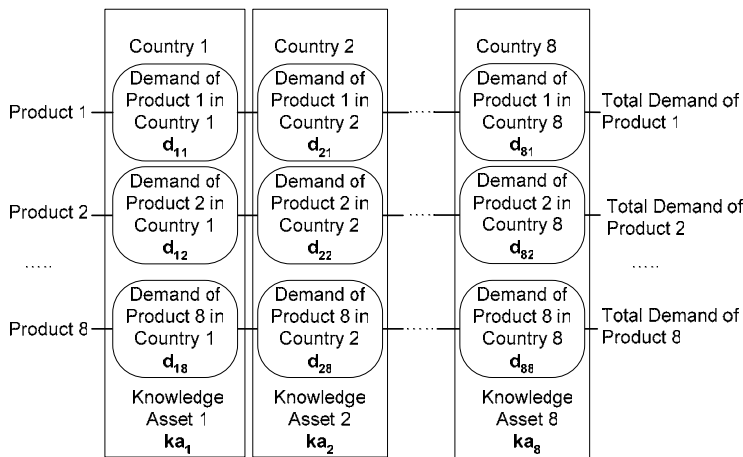 Country 1
Country 2
Country 8
Product 1
Demand of
Product 1 in
Country 1
d11
Demand of
Product 1 in
Country 2
d21
......
Demand of
Product 1 in
Country 8
d81
Total Demand of
Product 1
Product 2
Demand of
Product 2 in
Country 1
d12
Demand of
Product 2 in
Country 2
d22
......
Demand of
Product 2 in
Country 8
d82
Total Demand of
Product 2
.....
.....
Product 8
Demand of
Product 8 in
Country 1
d18
Demand of
Product 8 in
Country 2
d28
......
Demand of
Product 8 in
Country 8
d88
Total Demand of
Product 8
Knowledge
Asset 1
ka1
Knowledge
Asset 2
ka2
Knowledge
Asset 8
ka8